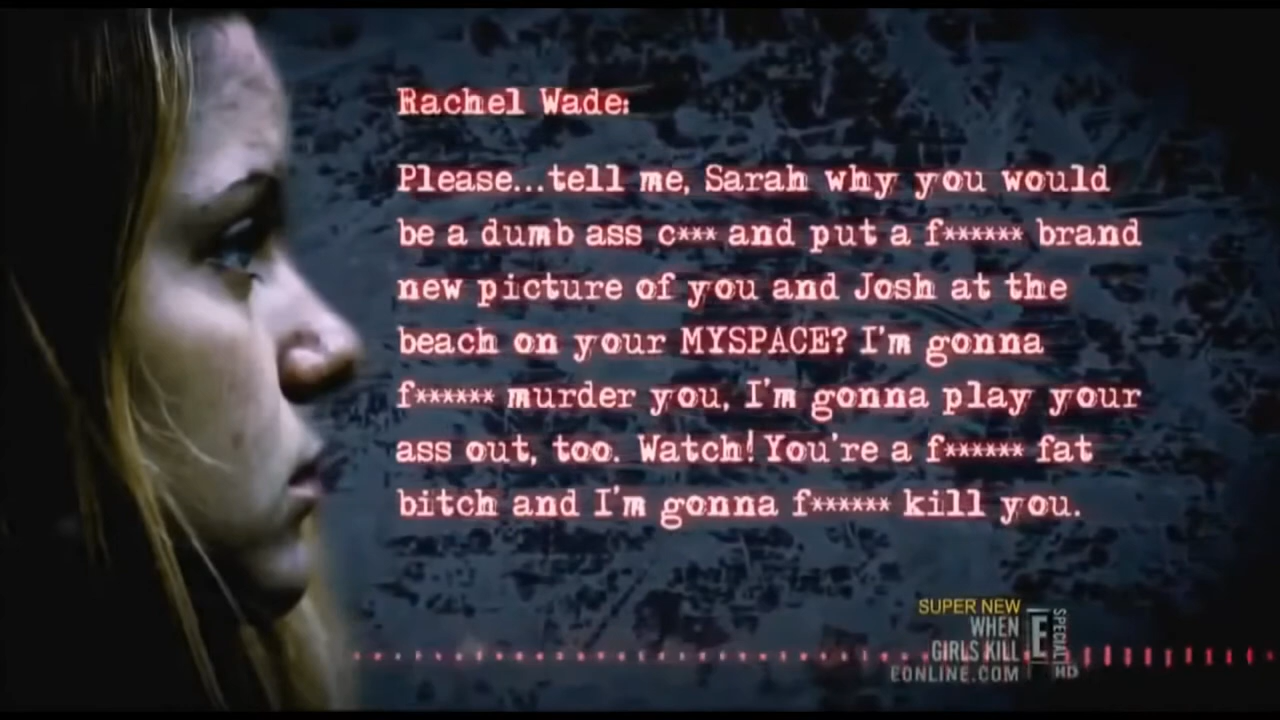 Rachel Wade:
Please...tell me, Sarah why you would
be a dumb ass c*** and put a f****** brand
new picture of you and Josh at the
beach on your MYSPACE? I'm gonna
f****** murder you, I'm gonna play your
ass out, too. Watch! You're a f****** fat
bitch and I'm gonna f****** kill you.
SUPER NEW
WHEN
GIRLS KILL
EONLINE.COM
E
SPECIAL
HD